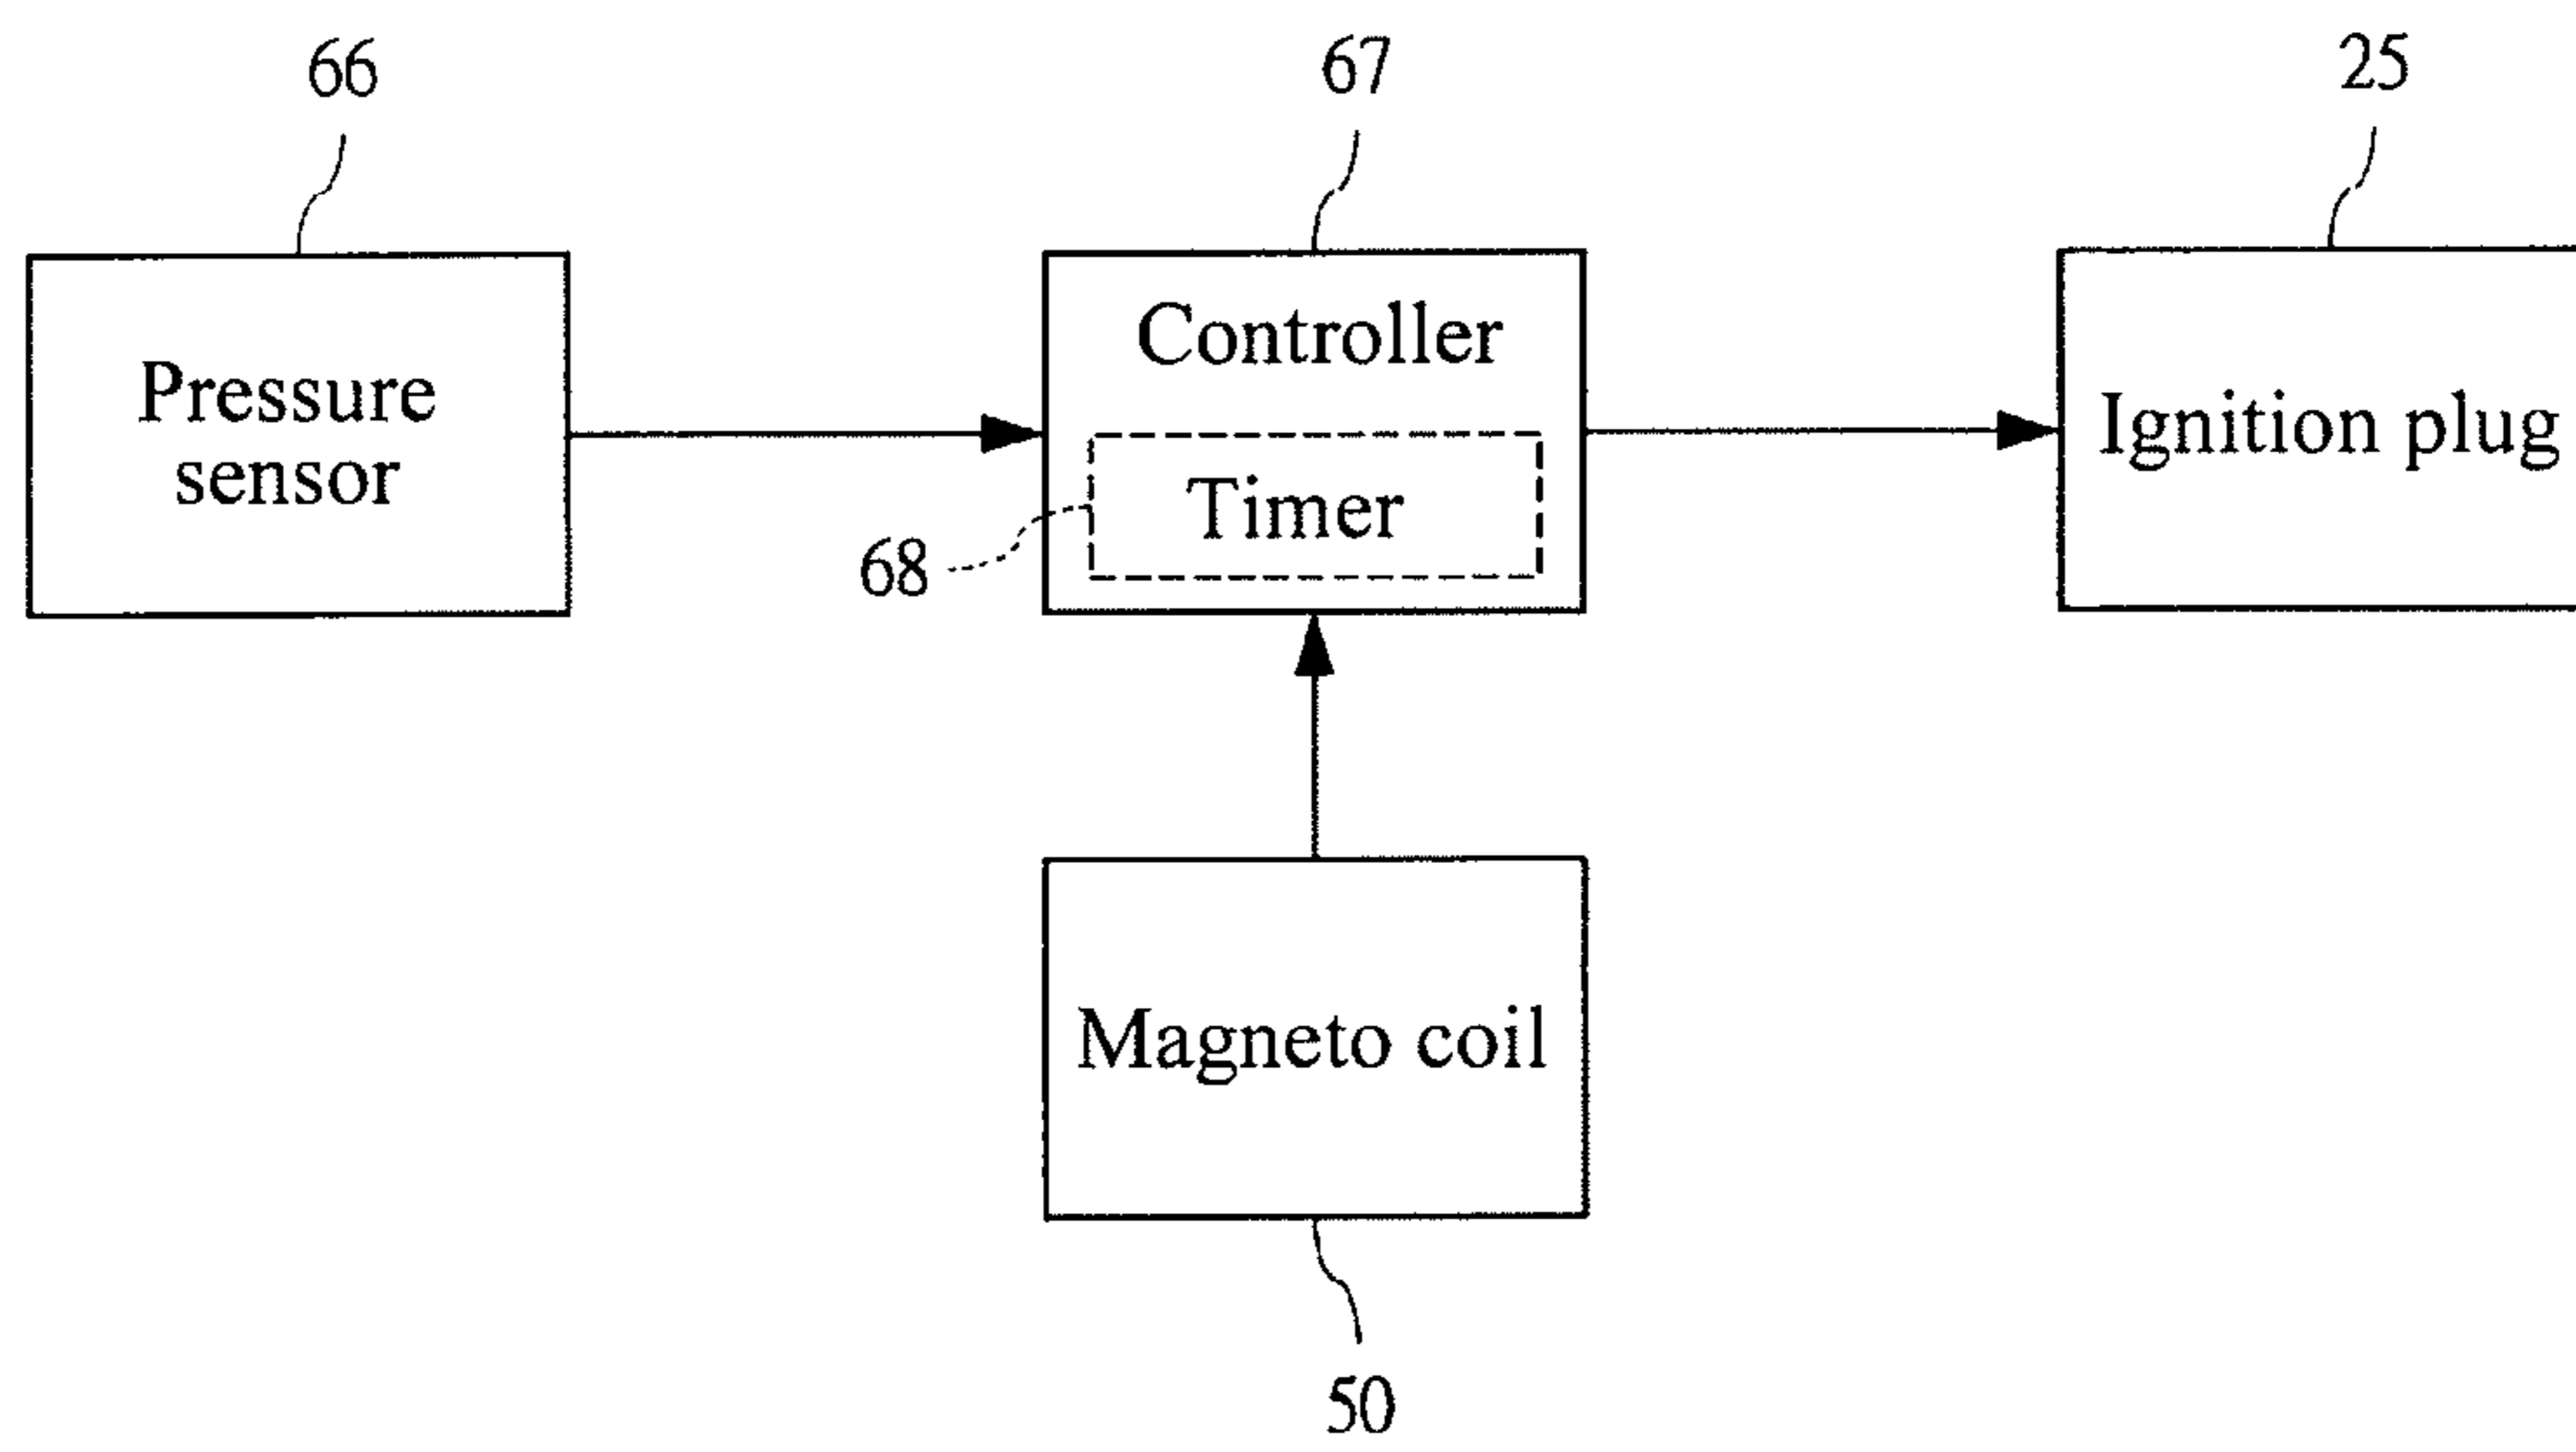 66
67
25
Pressure
sensor
Controller
Timer
68
Ignition plug
Magneto coil
50